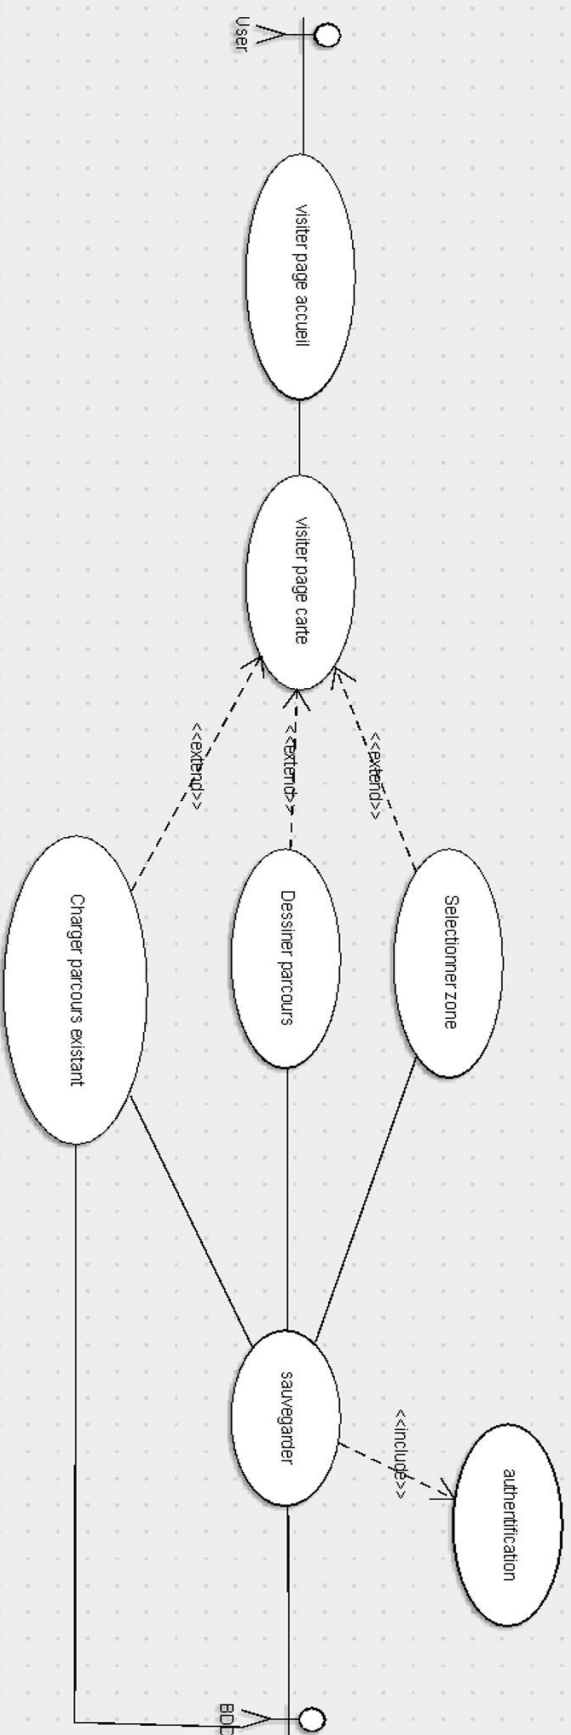 User
visiter page accueil
visiter page carte
<<extend>>
<<extend>>
<<extend>>
Selectionner zone
Dessiner parcours
Charger parcours existant
sauvegarder
<<include>>
authentification